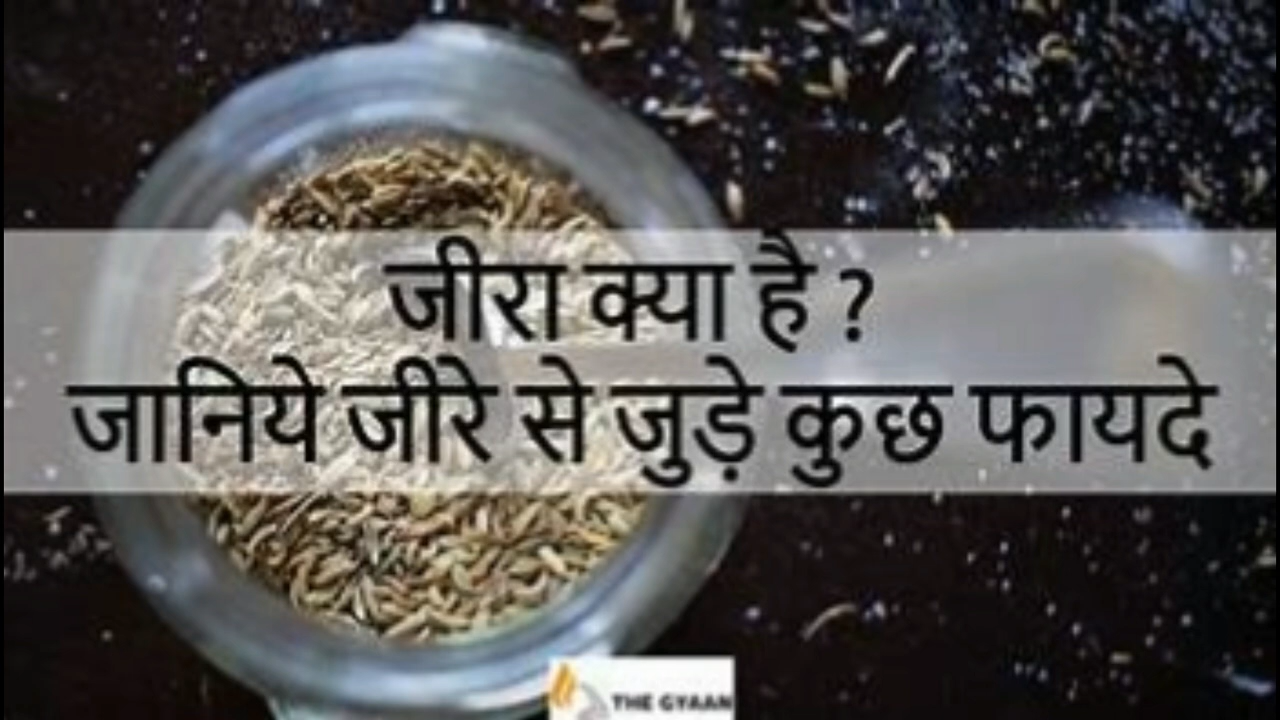 जीरा क्या है ?
जानिये जीरे से जुड़े कुछ फायदे
THE GYAAN